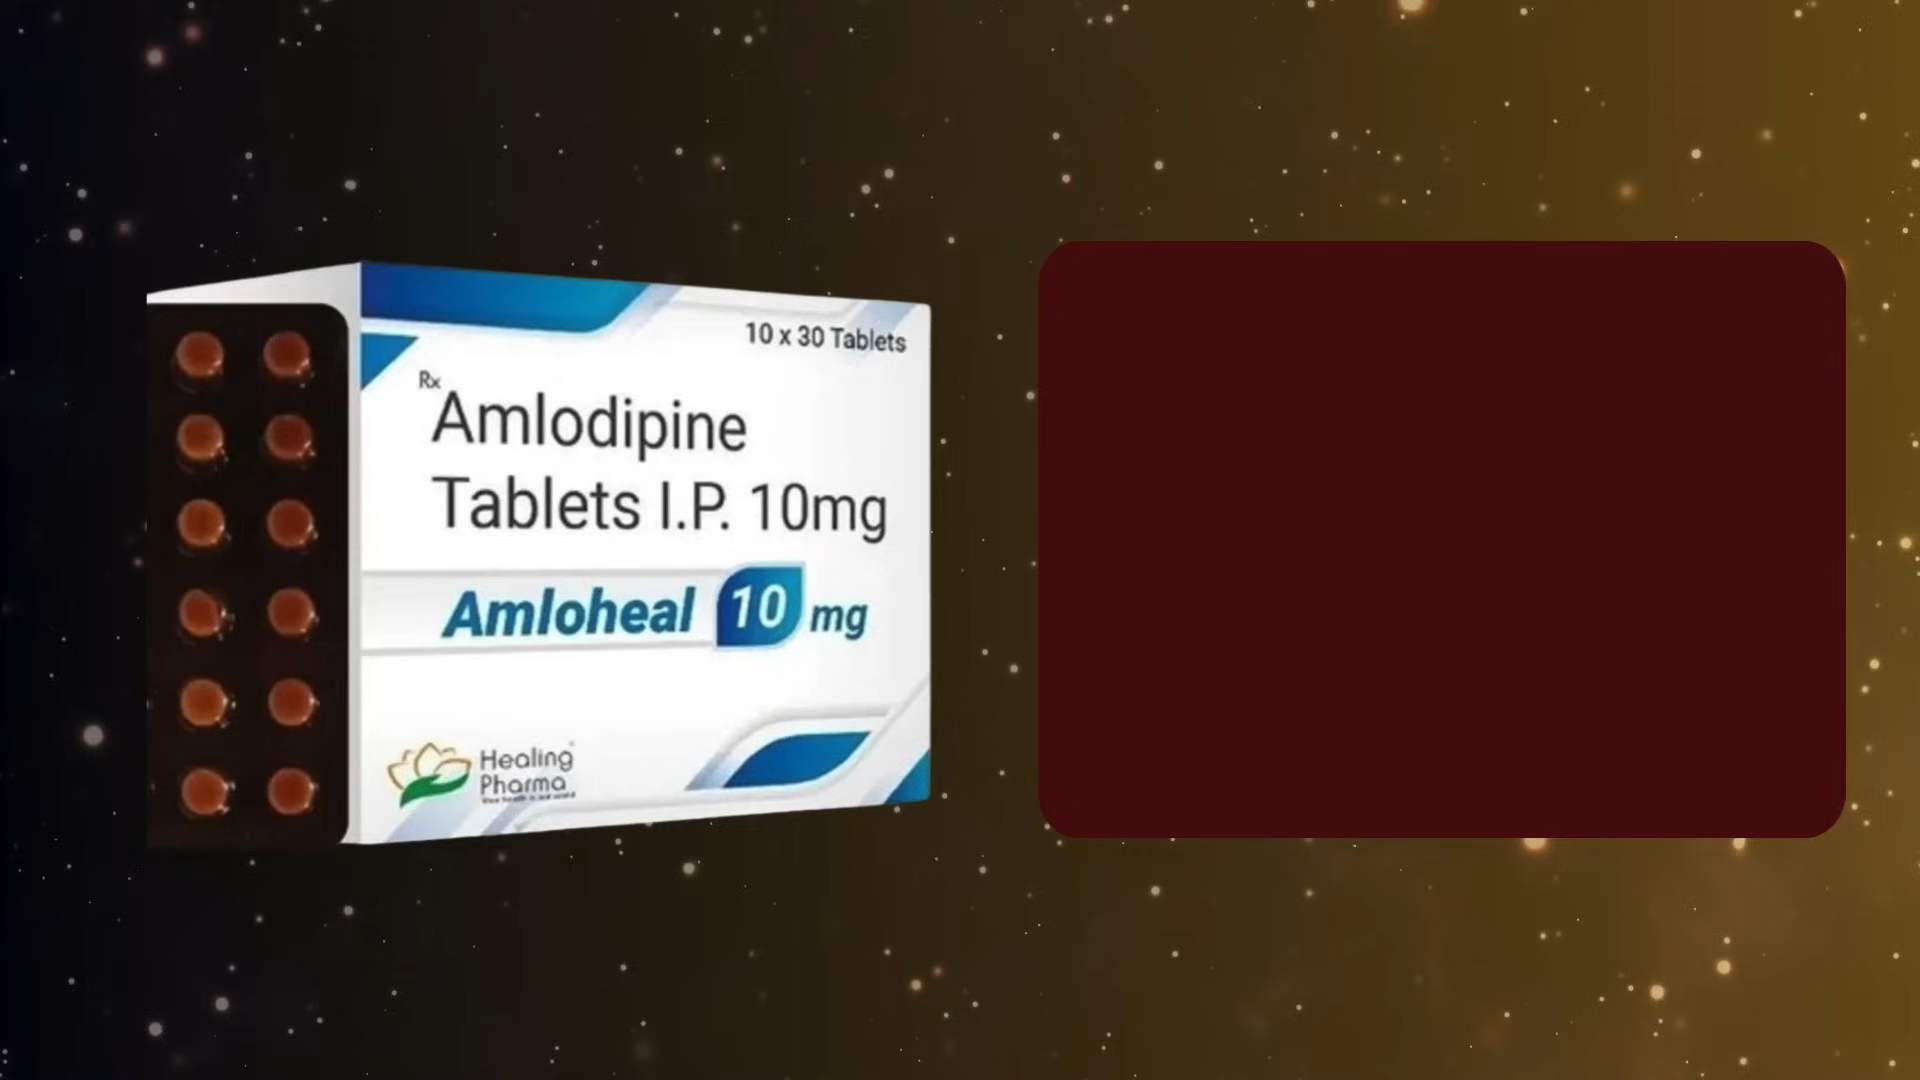 10 x 30 Tablets
Rx
Amlodipine
Tablets I.P. 10mg
Amloheal 10 mg
Healing
Pharma